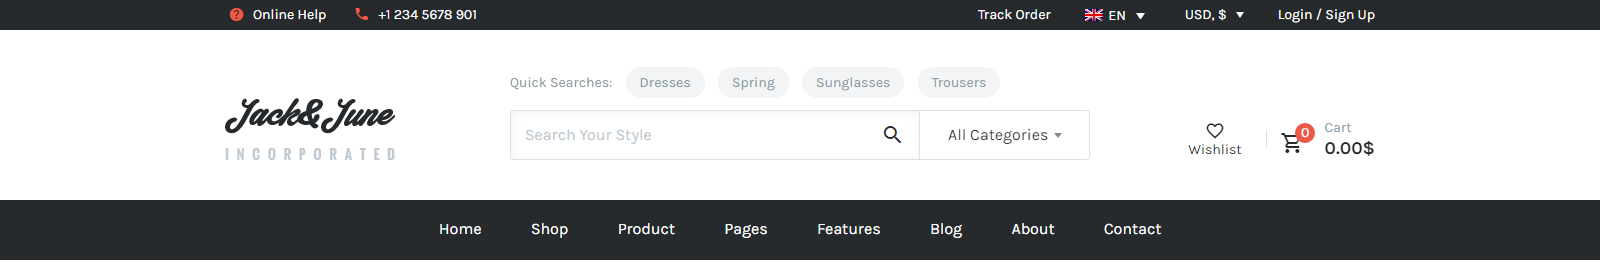 Online Help +1 234 5678 901 Track Order EN USD, $ Login / Sign Up
Quick Searches: Dresses Spring Sunglasses Trousers
Jack&June
INCORPORATED
Search Your Style All Categories
Wishlist
0
Cart
0.00$
Home Shop Product Pages Features Blog About Contact